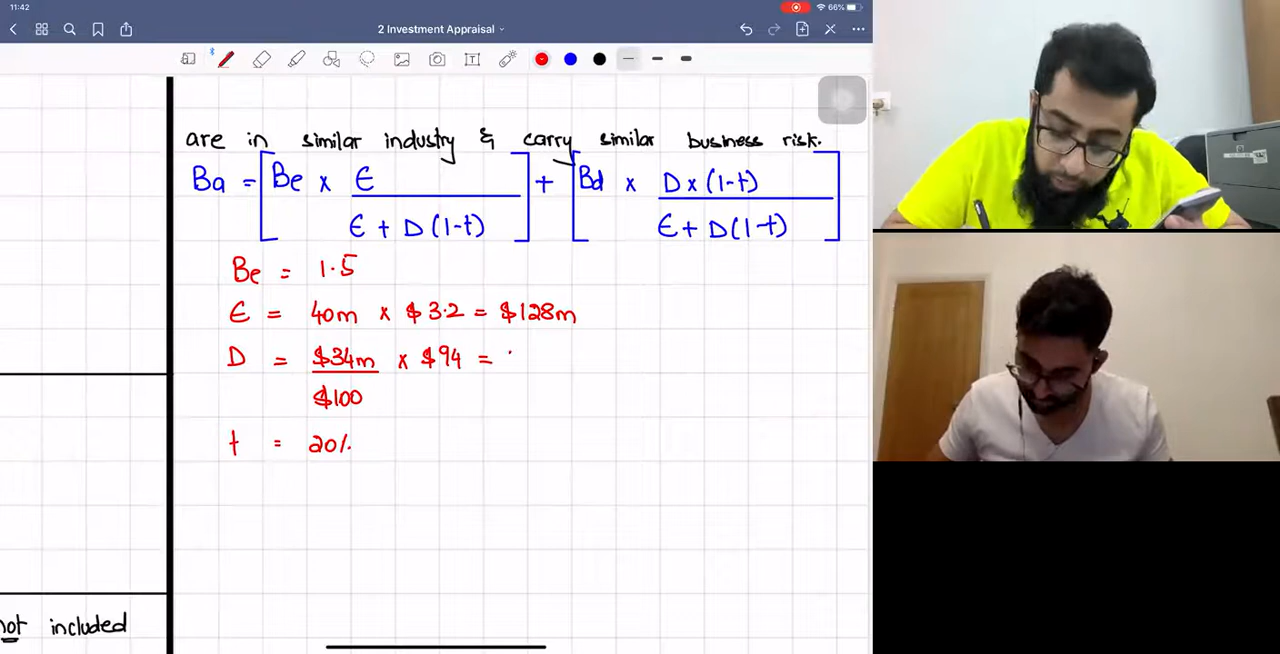 11:42
66%
2 Investment Appraisal
are in similar industry & carry similar business risk.
Ba = [Be x E / E + D(1-t)] + [Bd x Dx(1-t) / E + D(1-t)]
Be = 1.5
E = 40m x $3.2 = $128m
D = $34m / $100 x $94 =
t = 20%
not included